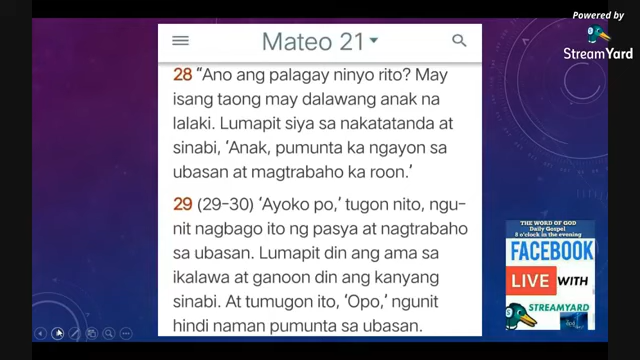 Powered by
StreamYard
Mateo 21
28 “Ano ang palagay ninyo rito? May
isang taong may dalawang anak na
lalaki. Lumapit siya sa nakatatanda at
sinabi, ‘Anak, pumunta ka ngayon sa
ubasan at magtrabaho ka roon.’
29 (29-30) ‘Ayoko po,’ tugon nito, ngu-
nit nagbago ito ng pasya at nagtrabaho
sa ubasan. Lumapit din ang ama sa
ikalawa at ganoon din ang kanyang
sinabi. At tumugon ito, ‘Opo,’ ngunit
hindi naman pumunta sa ubasan.
THE WORD OF GOD
Daily Gospel
8 o'clock in the evening
FACEBOOK
LIVE WITH
STREAMYARD